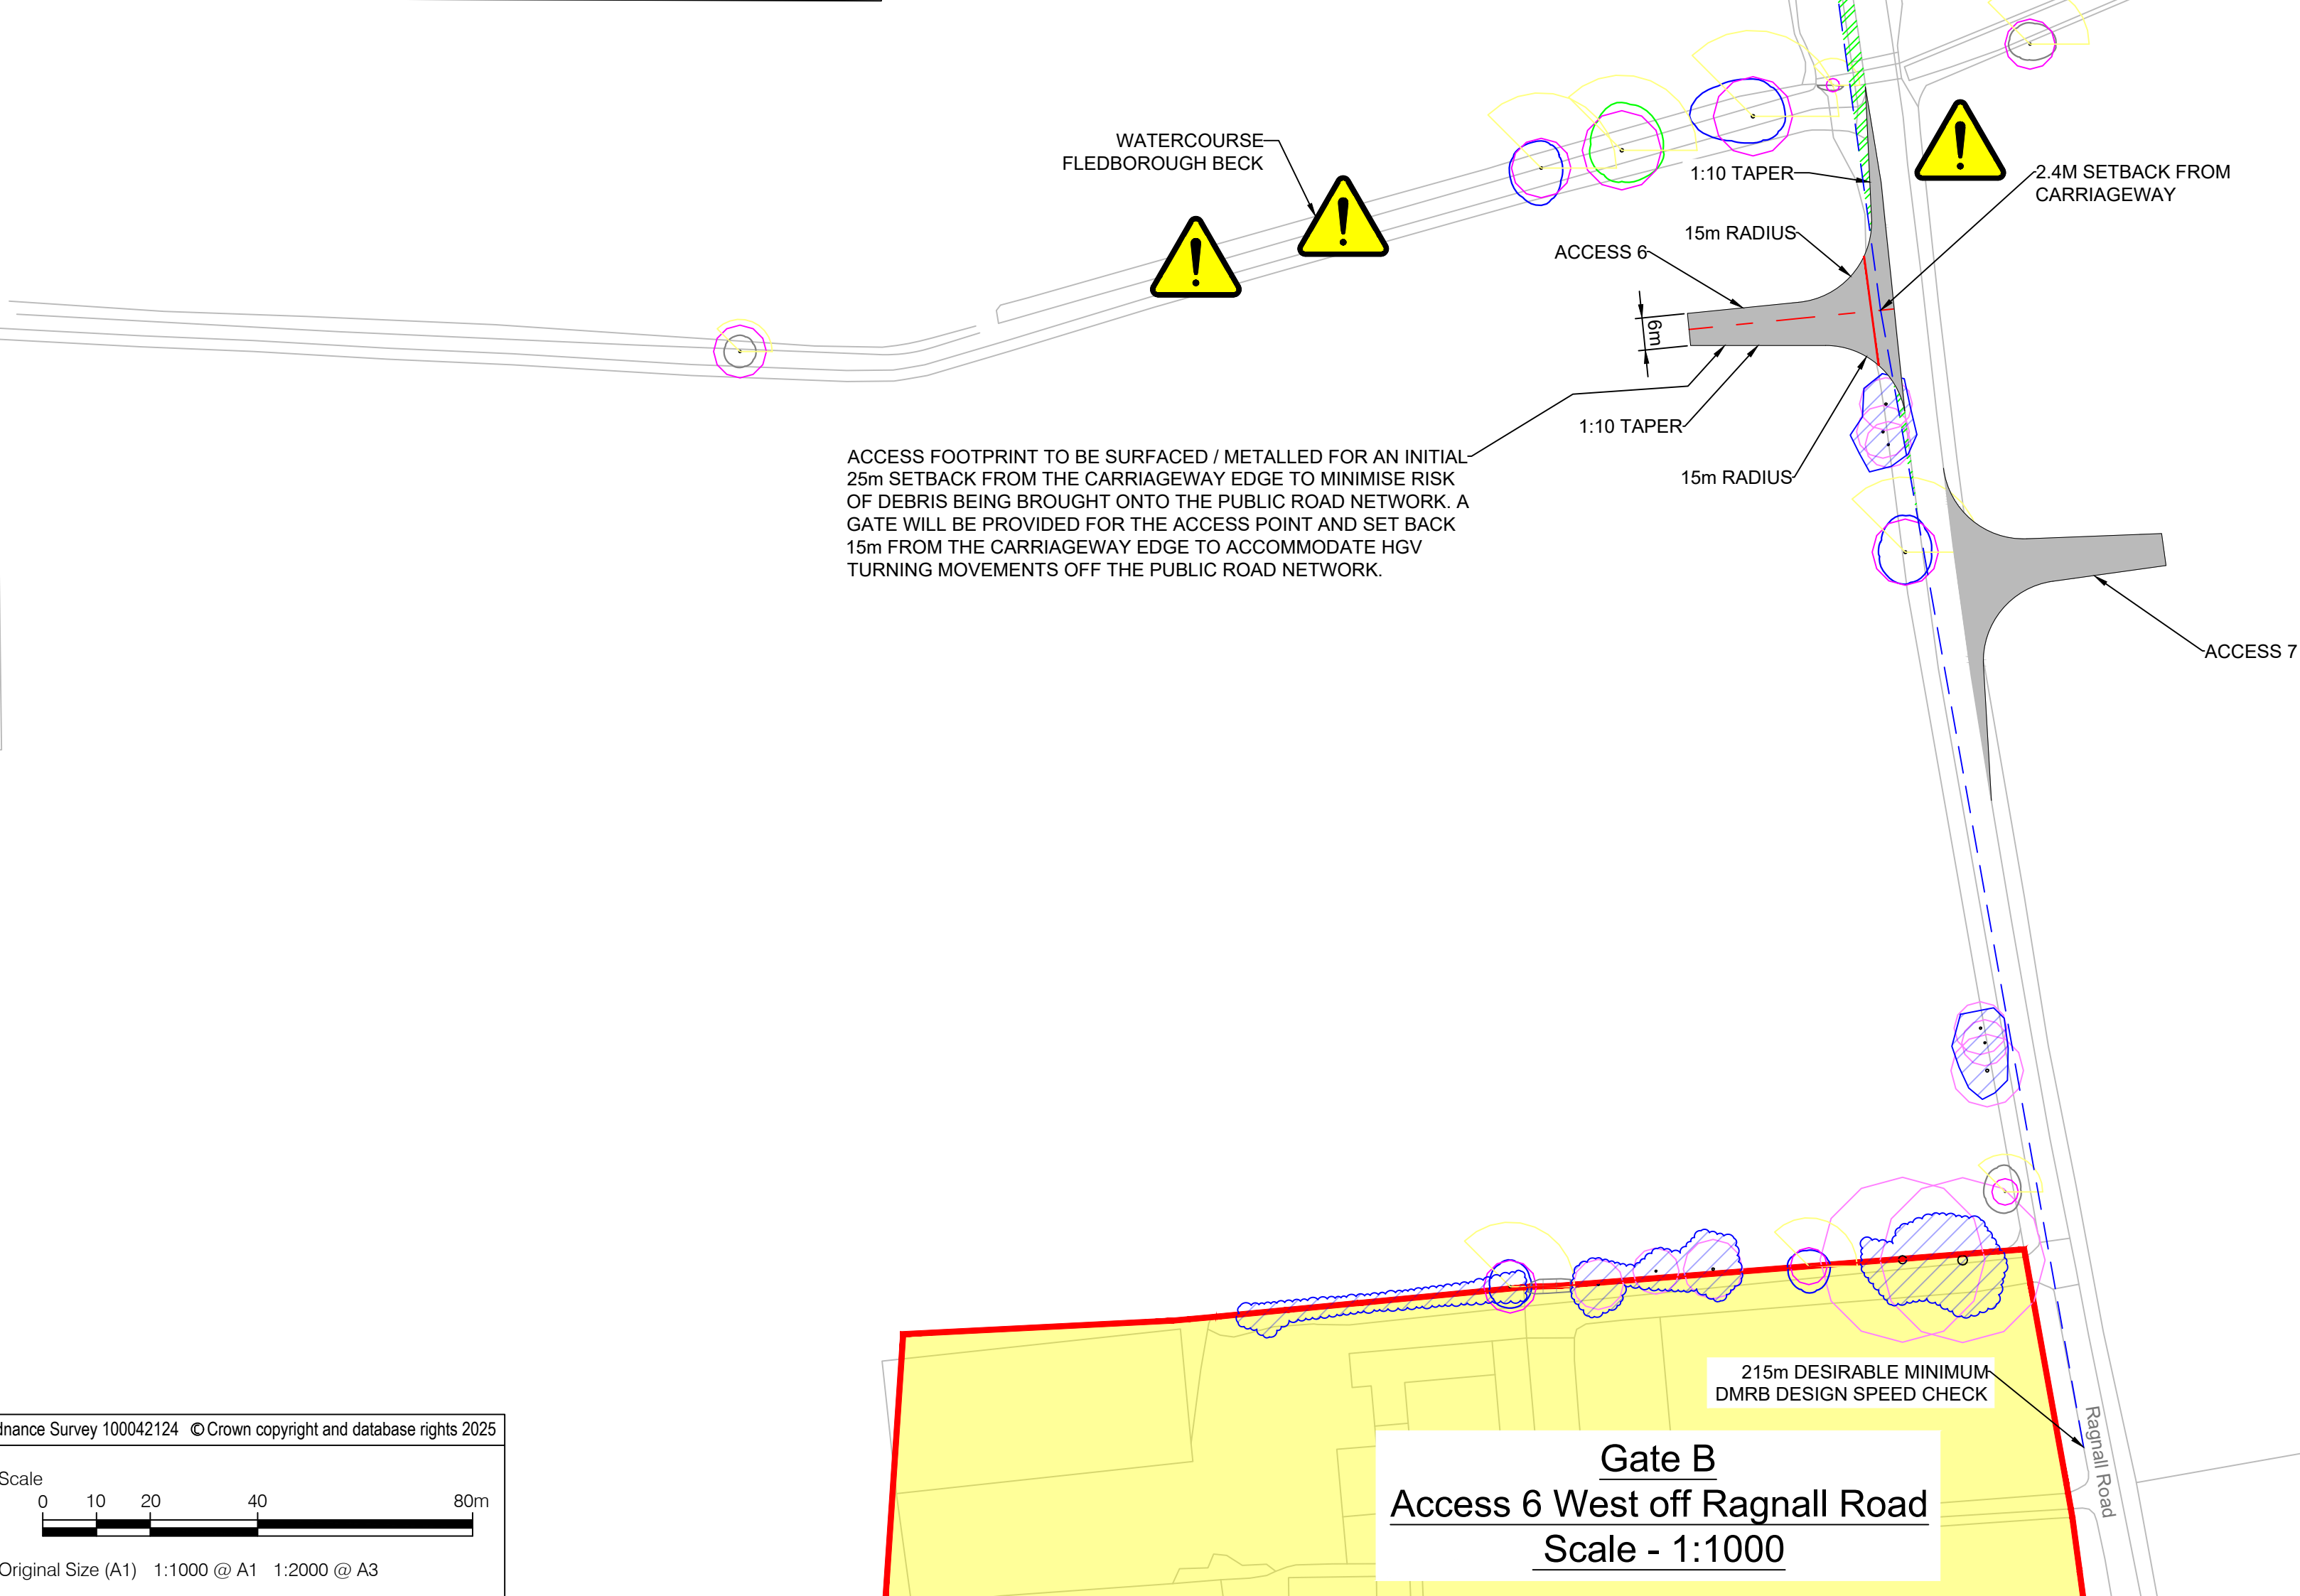 WATERCOURSE
FLEDBOROUGH BECK
1:10 TAPER
2.4M SETBACK FROM
CARRIAGEWAY
15m RADIUS
ACCESS 6
6m
1:10 TAPER
15m RADIUS
ACCESS FOOTPRINT TO BE SURFACED / METALLED FOR AN INITIAL
25m SETBACK FROM THE CARRIAGEWAY EDGE TO MINIMISE RISK
OF DEBRIS BEING BROUGHT ONTO THE PUBLIC ROAD NETWORK. A
GATE WILL BE PROVIDED FOR THE ACCESS POINT AND SET BACK
15m FROM THE CARRIAGEWAY EDGE TO ACCOMMODATE HGV
TURNING MOVEMENTS OFF THE PUBLIC ROAD NETWORK.
ACCESS 7
215m DESIRABLE MINIMUM
DMRB DESIGN SPEED CHECK
Ragnall Road
Gate B
Access 6 West off Ragnall Road
Scale - 1:1000
dnance Survey 100042124 © Crown copyright and database rights 2025
Scale
0 10 20 40 80m
Original Size (A1) 1:1000 @ A1 1:2000 @ A3